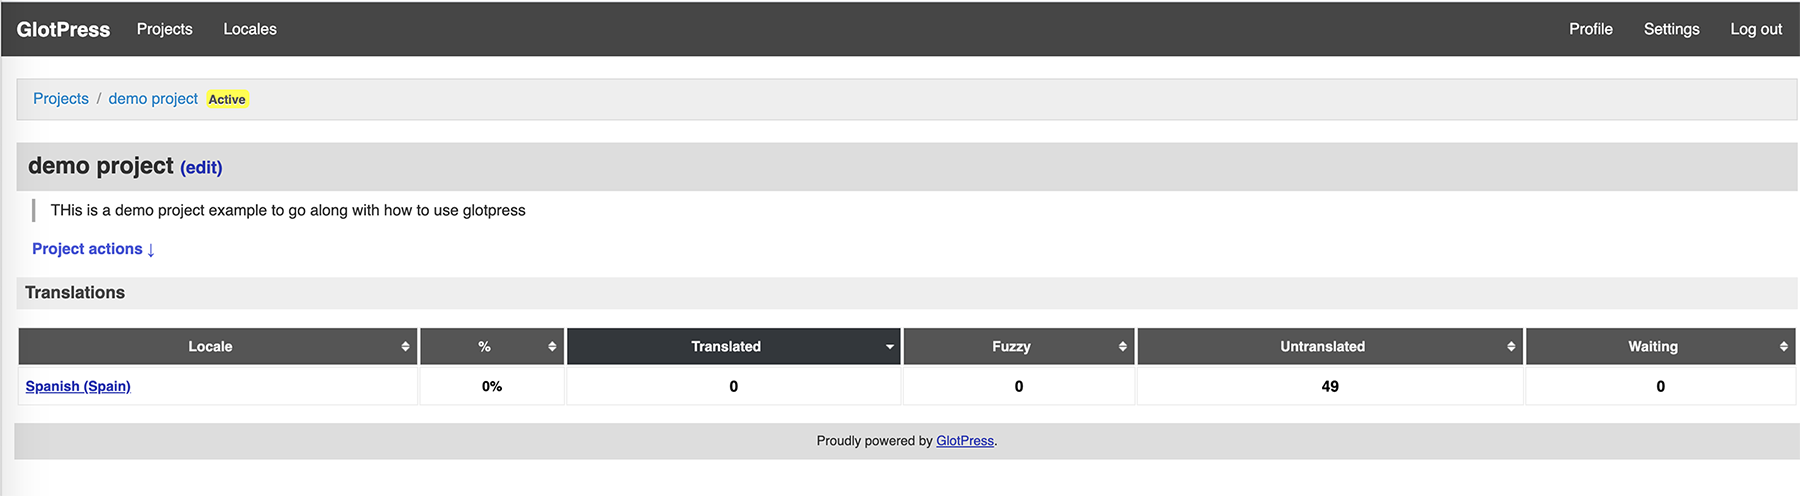 GlotPress Projects Locales Profile Settings Log out
Projects / demo project Active
demo project (edit)
THis is a demo project example to go along with how to use glotpress
Project actions ↓
Translations
Locale % Translated Fuzzy Untranslated Waiting
Spanish (Spain) 0% 0 0 49 0
Proudly powered by GlotPress.